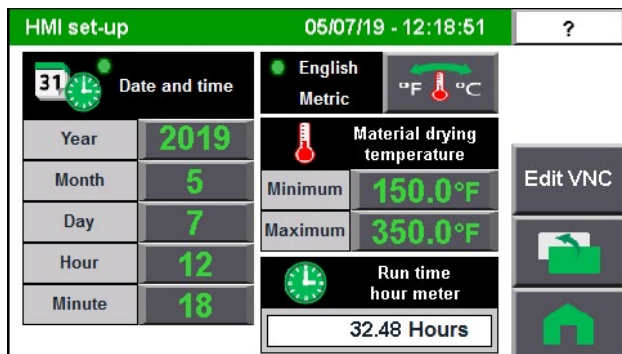 HMI set-up
05/07/19 - 12:18:51
?
31
Date and time
Year 2019
Month 5
Day 7
Hour 12
Minute 18
English
Metric
°F °C
Material drying
temperature
Minimum 150.0°F
Maximum 350.0°F
Run time
hour meter
32.48 Hours
Edit VNC